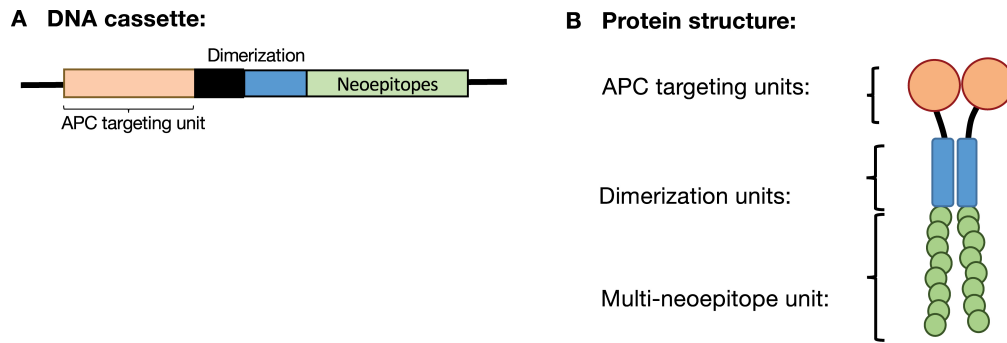 A DNA cassette:
Dimerization
Neoepitopes
APC targeting unit
B Protein structure:
APC targeting units:
Dimerization units:
Multi-neoepitope unit: